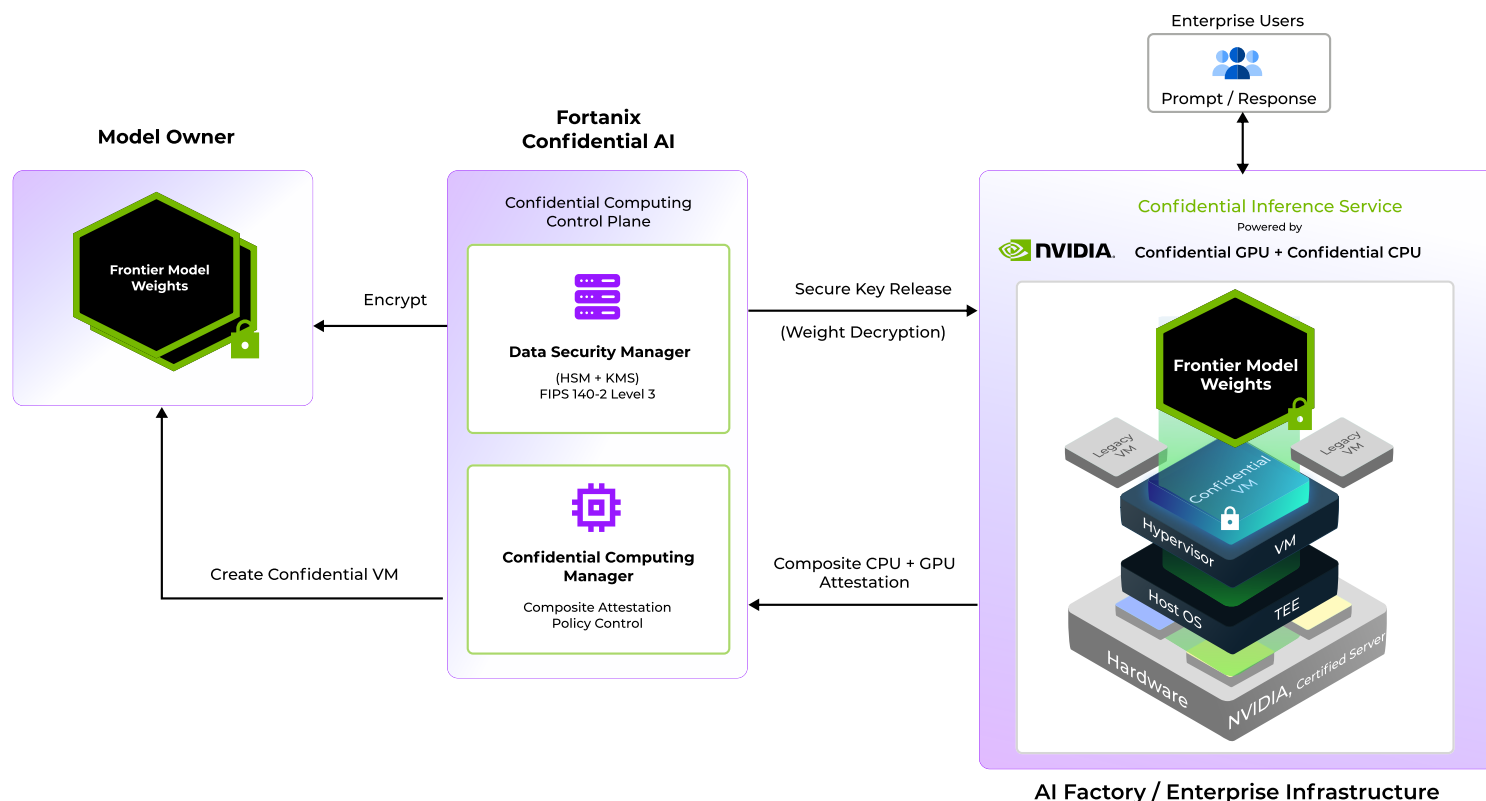 Enterprise Users
Prompt / Response
Model Owner
Frontier Model
Weights
Encrypt
Create Confidential VM
Fortanix
Confidential AI
Confidential Computing
Control Plane
Data Security Manager
(HSM + KMS)
FIPS 140-2 Level 3
Confidential Computing
Manager
Composite Attestation
Policy Control
Secure Key Release
(Weight Decryption)
Composite CPU + GPU
Attestation
Confidential Inference Service
Powered by
NVIDIA. Confidential GPU + Confidential CPU
Frontier Model
Weights
Legacy
VM
Legacy
VM
Confidential
VM
Hypervisor VM
Host OS TEE
Hardware NVIDIA, Certified Server
AI Factory / Enterprise Infrastructure